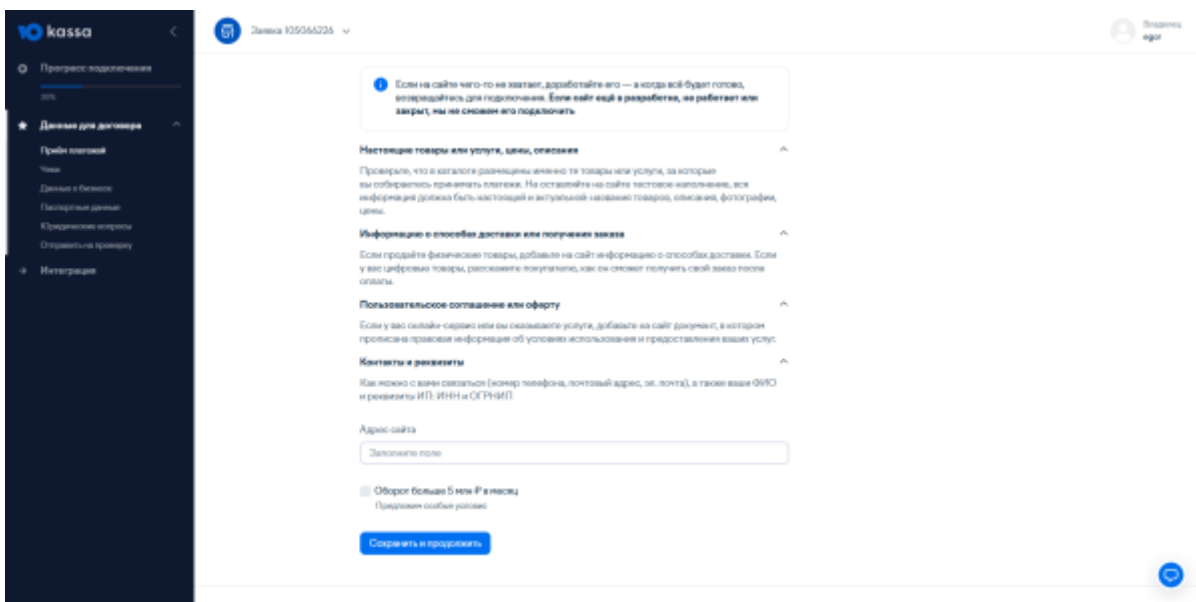 Ю kassa
Заявка 105066226
Владелец
egor
Прогресс подключения
Данные для договора
Приём платежей
Чеки
Данные о бизнесе
Паспортные данные
Юридические вопросы
Отправить на проверку
Интеграция
Если на сайте чего-то не хватает, доработайте его — а когда всё будет готово,
возвращайтесь для подключения. Если сайт ещё в разработке, не работает или
закрыт, мы не сможем его подключить
Настоящие товары или услуги, цены, описания
Проверьте, что в каталоге размещены именно те товары или услуги, за которые
вы собираетесь принимать платежи. Не оставляйте на сайте тестовое наполнение, вся
информация должна быть настоящей и актуальной: названия товаров, описания, фотографии,
цены.
Информацию о способах доставки или получения заказа
Если продаёте физические товары, добавьте на сайт информацию о способах доставки. Если
у вас цифровые товары, расскажите покупателю, как он сможет получить свой заказ после
оплаты.
Пользовательское соглашение или оферту
Если у вас онлайн-сервис или вы оказываете услуги, добавьте на сайт документ, в котором
прописана правовая информация об условиях использования и предоставления ваших услуг.
Контакты и реквизиты
Как можно с вами связаться (номер телефона, почтовый адрес, эл. почта), а также ваши ФИО
и реквизиты ИП: ИНН и ОГРНИП
Адрес сайта
Заполните поле
Оборот больше 5 млн ₽ в месяц
Предложим особые условия
Сохранить и продолжить